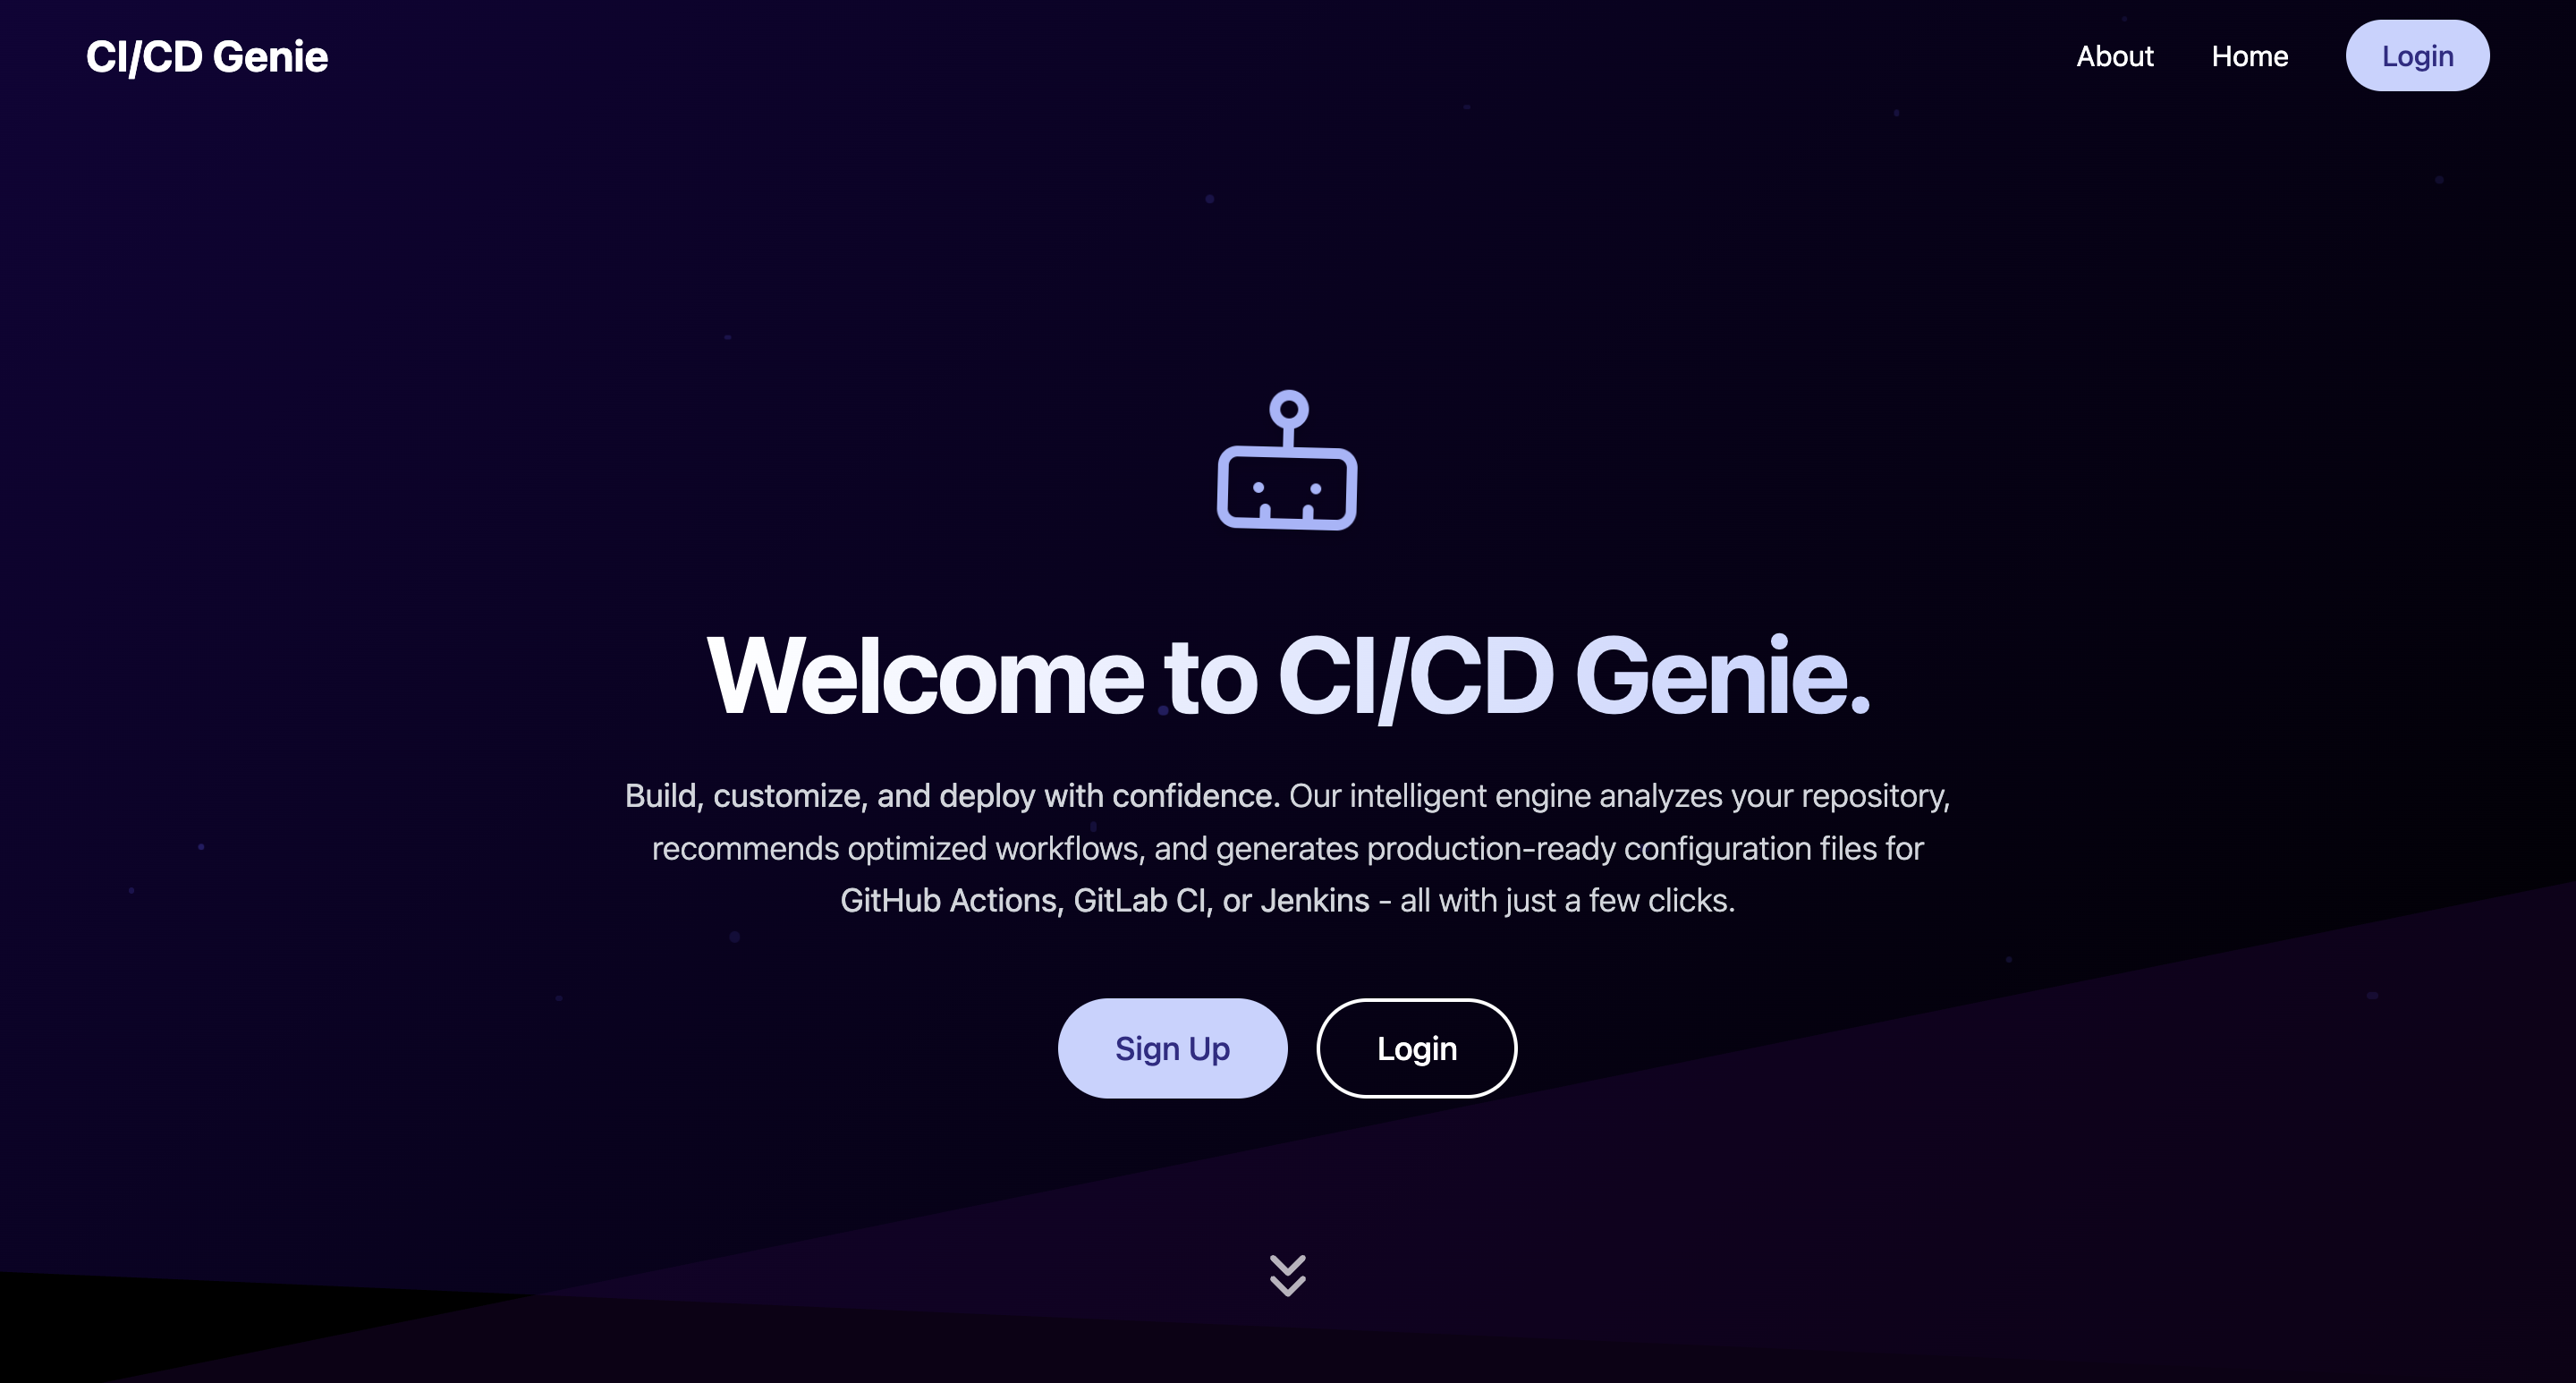 CI/CD Genie
About
Home
Login
Welcome to CI/CD Genie.
Build, customize, and deploy with confidence. Our intelligent engine analyzes your repository,
recommends optimized workflows, and generates production-ready configuration files for
GitHub Actions, GitLab CI, or Jenkins - all with just a few clicks.
Sign Up
Login